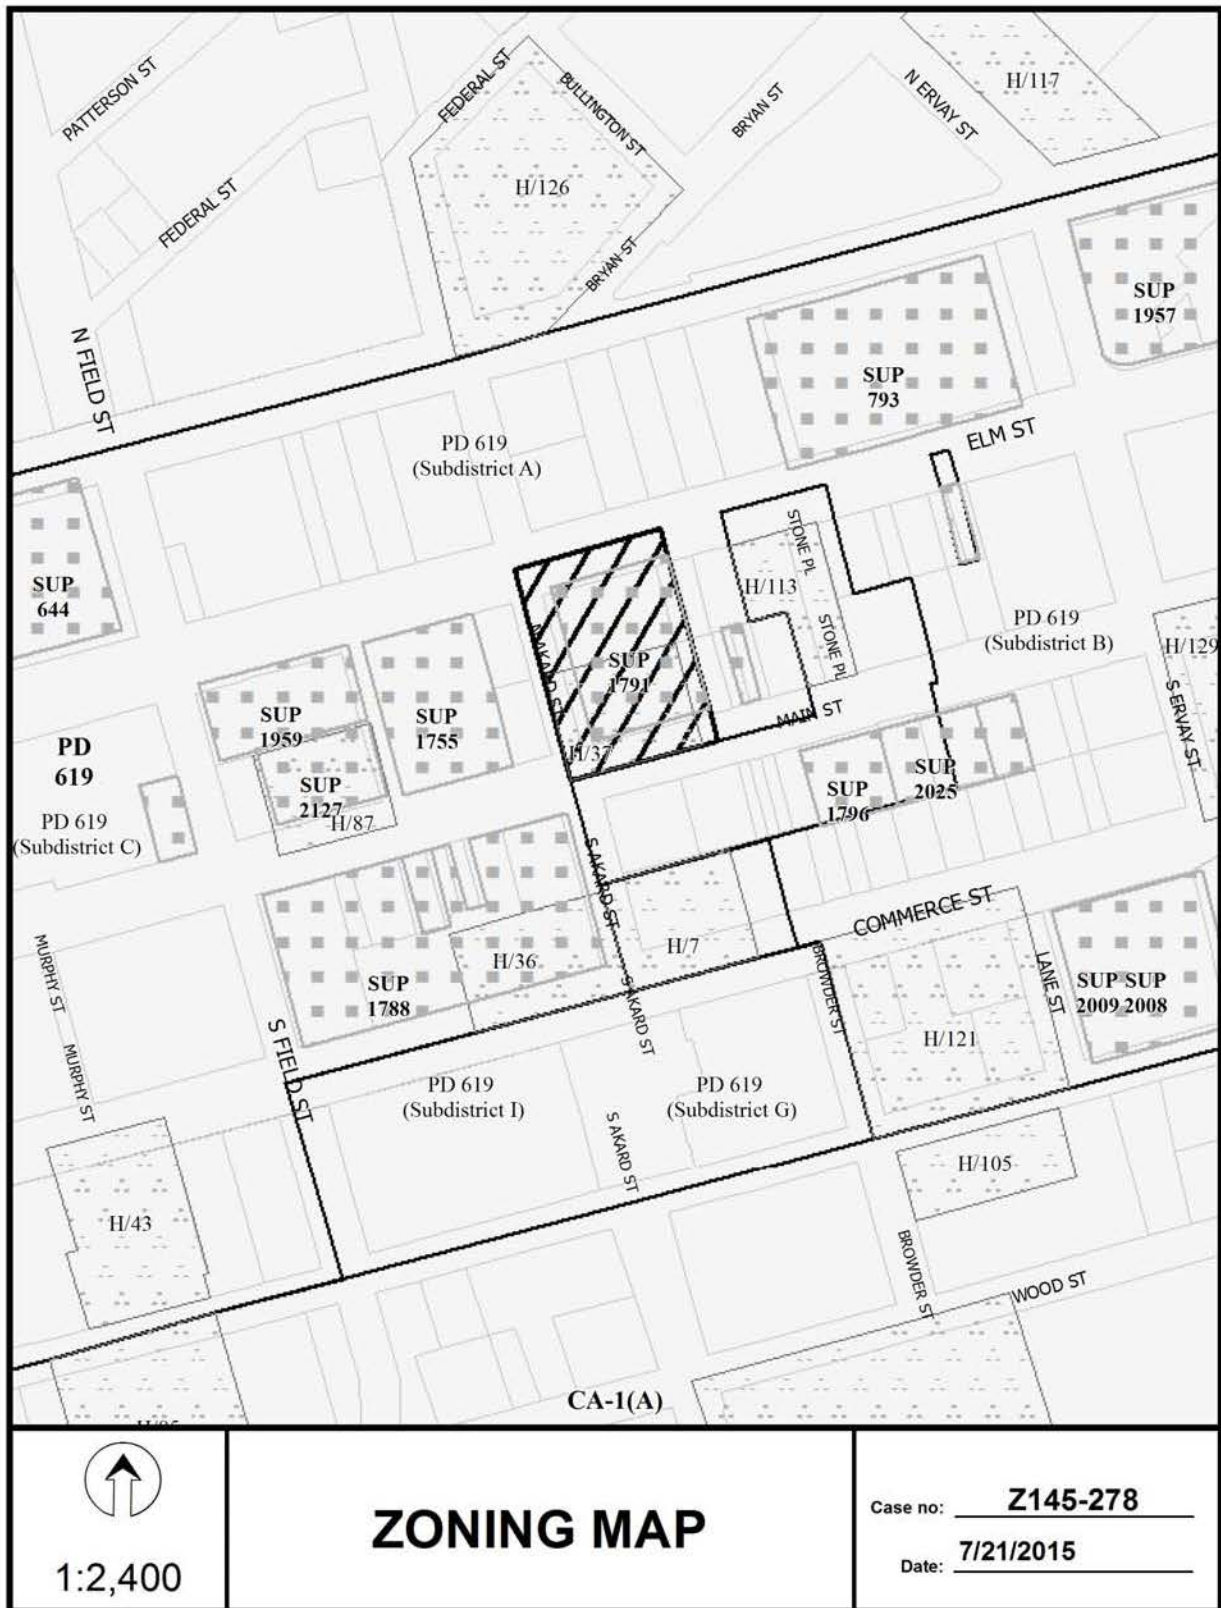 H/117
PATTERSON ST
FEDERAL ST
BULLINGTON ST
BRYAN ST
N ERVAY ST
H/126
FEDERAL ST
BRYAN ST
SUP
1957
N FIELD ST
SUP
793
ELM ST
PD 619
(Subdistrict A)
STONE PL
SUP
644
H/113
STONE PL
PD 619
(Subdistrict B)
H/129
N AKARD ST
SUP
1791
S ERVAY ST
SUP
1959
SUP
1755
MAIN ST
PD
619
H/37
SUP
2127
H/87
SUP
1796
SUP
2025
PD 619
(Subdistrict C)
S AKARD ST
COMMERCE ST
MURPHY ST
H/36
H/7
SUP
1788
BROWDER ST
LANE ST
SUP SUP
2009 2008
S AKARD ST
H/121
S FIELD ST
MURPHY ST
PD 619
(Subdistrict I)
PD 619
(Subdistrict G)
S AKARD ST
H/105
H/43
BROWDER ST
WOOD ST
CA-1(A)
1:2,400
ZONING MAP
Case no: Z145-278
Date: 7/21/2015